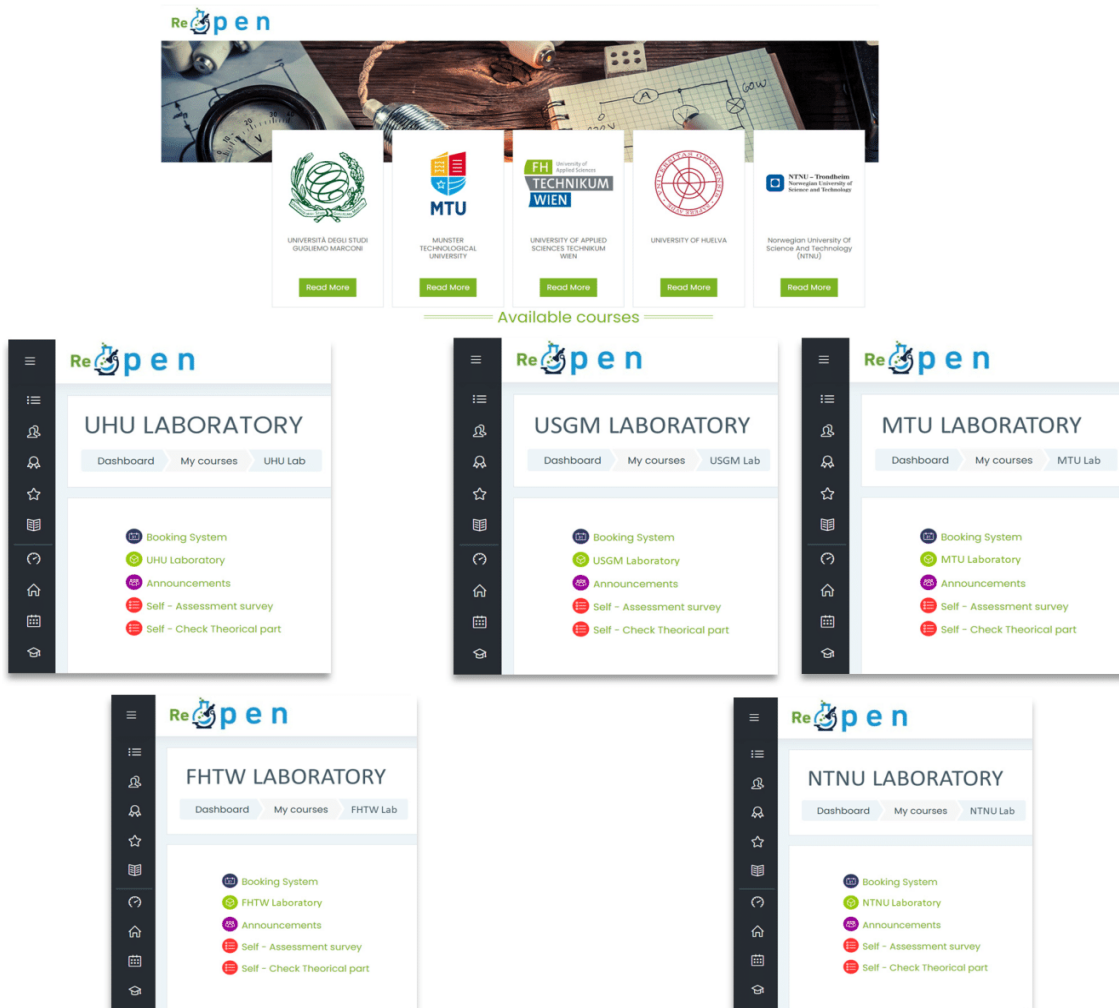 Re p e n
60W
A
220V
V
UNIVERSITÀ DEGLI STUDI
GUGLIEMO MARCONI
Read More
MTU
MUNSTER
TECHNOLOGICAL
UNIVERSITY
Read More
FH University of
Applied Sciences
TECHNIKUM
WIEN
UNIVERSITY OF APPLIED
SCIENCES TECHNIKUM
WIEN
Read More
UNIVERSITY OF HUELVA
Read More
NTNU – Trondheim
Norwegian University of
Science and Technology
Norwegian University Of
Science And Technology
(NTNU)
Read More
Available courses
Re p e n
UHU LABORATORY
Dashboard My courses UHU Lab
Booking System
UHU Laboratory
Announcements
Self - Assessment survey
Self - Check Theorical part
Re p e n
USGM LABORATORY
Dashboard My courses USGM Lab
Booking System
USGM Laboratory
Announcements
Self - Assessment survey
Self - Check Theorical part
Re p e n
MTU LABORATORY
Dashboard My courses MTU Lab
Booking System
MTU Laboratory
Announcements
Self - Assessment survey
Self - Check Theorical part
Re p e n
FHTW LABORATORY
Dashboard My courses FHTW Lab
Booking System
FHTW Laboratory
Announcements
Self - Assessment survey
Self - Check Theorical part
Re p e n
NTNU LABORATORY
Dashboard My courses NTNU Lab
Booking System
NTNU Laboratory
Announcements
Self - Assessment survey
Self - Check Theorical part